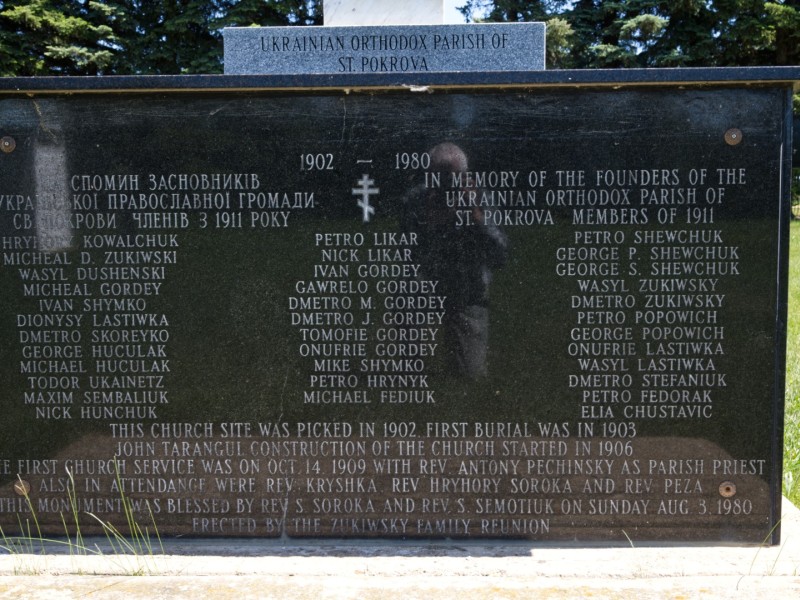 UKRAINIAN ORTHODOX PARISH OF
ST. POKROVA
1902 — 1980
СПОМИН ЗАСНОВНИКІВ
УКРАЇНСЬКОЇ ПРАВОСЛАВНОЇ ГРОМАДИ
СВ. ПОКРОВИ ЧЛЕНІВ З 1911 РОКУ
IN MEMORY OF THE FOUNDERS OF THE
UKRAINIAN ORTHODOX PARISH OF
ST. POKROVA MEMBERS OF 1911
HRYHORY KOWALCHUK
MICHEAL D. ZUKIWSKI
WASYL DUSHENSKI
MICHEAL GORDEY
IVAN SHYMKO
DIONYSY LASTIWKA
DMETRO SKOREYKO
GEORGE HUCULAK
MICHAEL HUCULAK
TODOR UKAINETZ
MAXIM SEMBALIUK
NICK HUNCHUK
PETRO LIKAR
NICK LIKAR
IVAN GORDEY
GAWRELO GORDEY
DMETRO M. GORDEY
DMETRO J. GORDEY
TOMOFIE GORDEY
ONUFRIE GORDEY
MIKE SHYMKO
PETRO HRYNYK
MICHAEL FEDIUK
PETRO SHEWCHUK
GEORGE P. SHEWCHUK
GEORGE S. SHEWCHUK
WASYL ZUKIWSKY
DMETRO ZUKIWSKY
PETRO POPOWICH
GEORGE POPOWICH
ONUFRIE LASTIWKA
WASYL LASTIWKA
DMETRO STEFANIUK
PETRO FEDORAK
ELIA CHUSTAVIC
THIS CHURCH SITE WAS PICKED IN 1902 FIRST BURIAL WAS IN 1903
JOHN TARANGUL CONSTRUCTION OF THE CHURCH STARTED IN 1906
THE FIRST CHURCH SERVICE WAS ON OCT. 14, 1909 WITH REV. ANTONY PECHINSKY AS PARISH PRIEST
ALSO IN ATTENDANCE WERE REV. KRYSHKA, REV HRYHORY SOROKA AND REV. PEZA
THIS MONUMENT WAS BLESSED BY REV. S. SOROKA AND REV. S. SEMOTIUK ON SUNDAY AUG 3, 1980
ERECTED BY THE ZUKIWSKY FAMILY REUNION